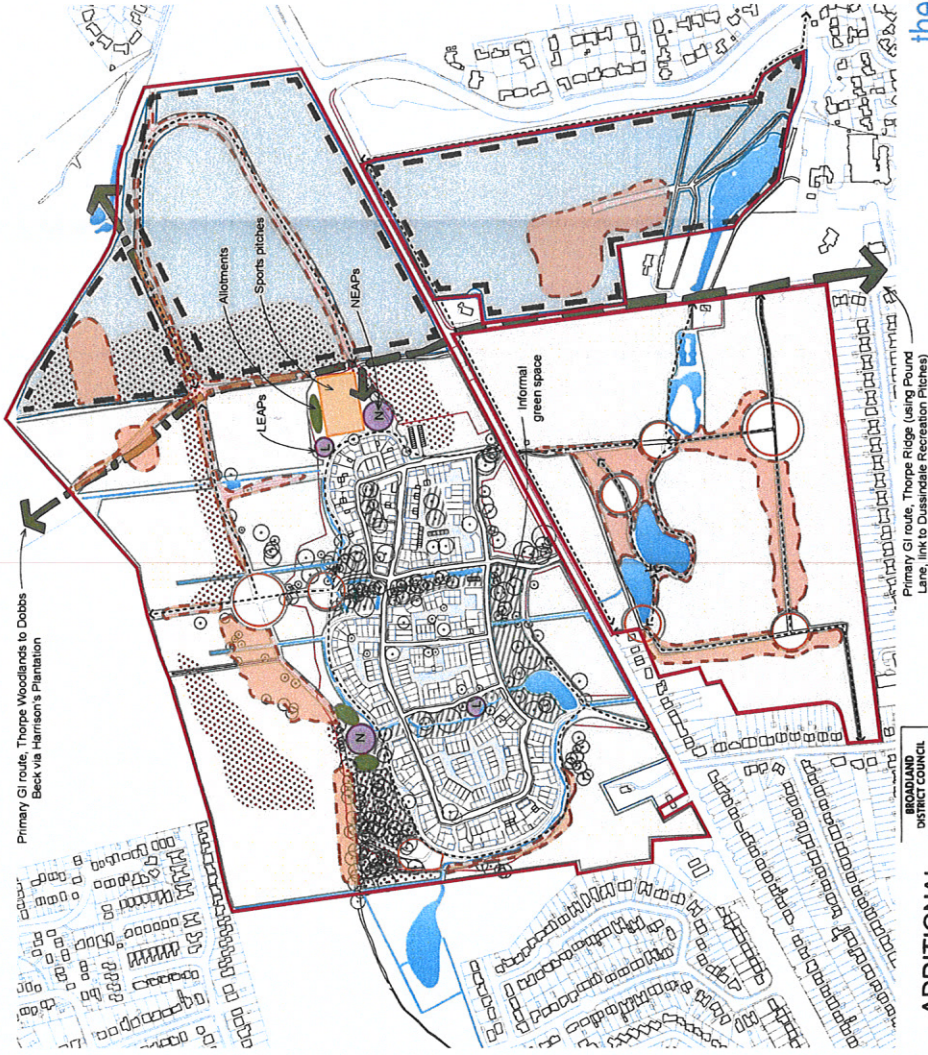 Primary GI route, Thorpe Woodlands to Dobbs
Beck via Harrison's Plantation
Allotments
Sports pitches
NEAPs
LEAPs
L
N
Informal
green space
N
L
Primary GI route, Thorpe Ridge (using Pound
Lane, link to Dussindale Recreation Pitches)
BROADLAND
DISTRICT COUNCIL
the